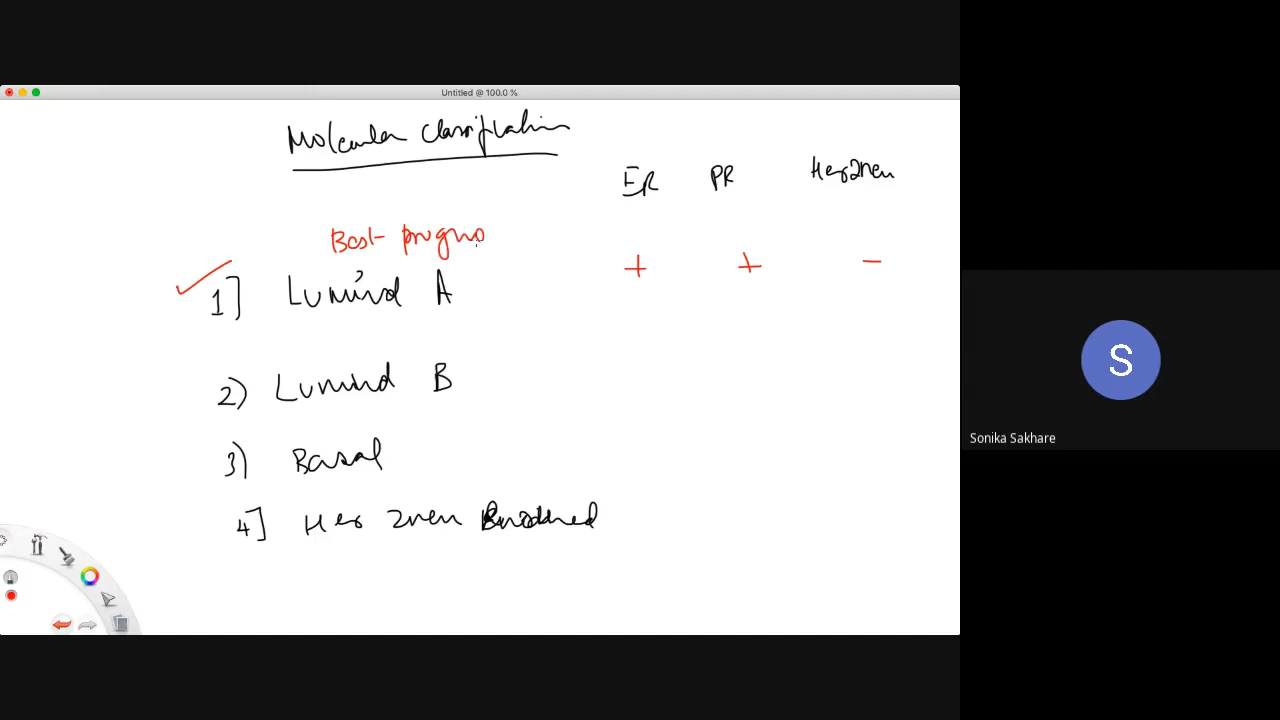 Untitled @ 100.0 %
Molecular Classification
ER PR Her2neu
Best progno
+ + -
1] Luminal A
2) Luminal B
3) Basal
4] Her 2neu Enriched
S
Sonika Sakhare